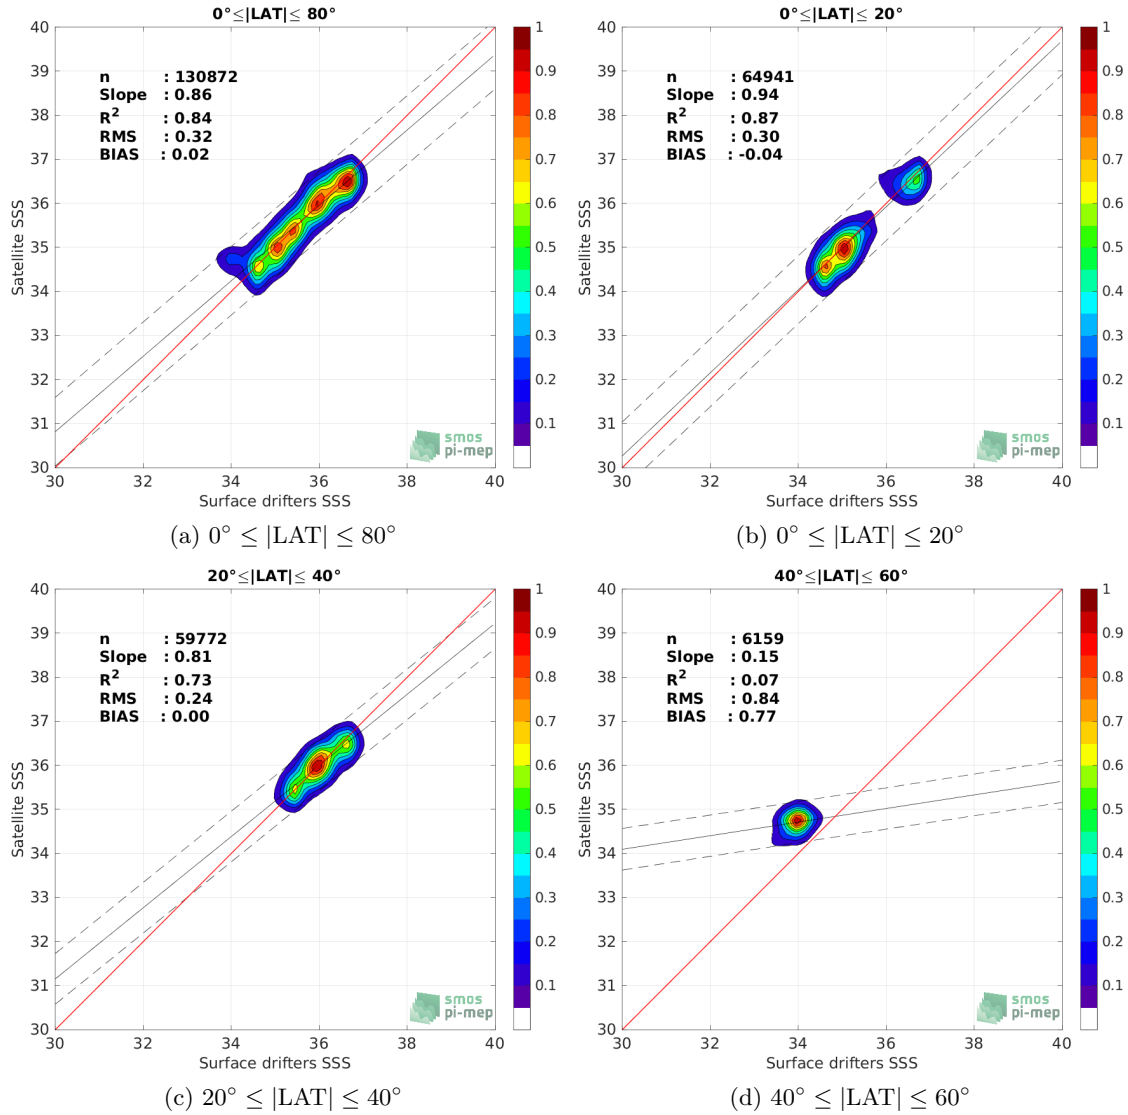 0°≤|LAT|≤ 80°
40
39
38
37
36
35
34
33
32
31
30
30
32
34
36
38
40
Satellite SSS
Surface drifters SSS
n : 130872
Slope : 0.86
R² : 0.84
RMS : 0.32
BIAS : 0.02
smos
pi-mep
1
0.9
0.8
0.7
0.6
0.5
0.4
0.3
0.2
0.1
(a) 0° ≤ |LAT| ≤ 80°
0°≤|LAT|≤ 20°
40
39
38
37
36
35
34
33
32
31
30
30
32
34
36
38
40
Satellite SSS
Surface drifters SSS
n : 64941
Slope : 0.94
R² : 0.87
RMS : 0.30
BIAS : -0.04
smos
pi-mep
1
0.9
0.8
0.7
0.6
0.5
0.4
0.3
0.2
0.1
(b) 0° ≤ |LAT| ≤ 20°
20°≤|LAT|≤ 40°
40
39
38
37
36
35
34
33
32
31
30
30
32
34
36
38
40
Satellite SSS
Surface drifters SSS
n : 59772
Slope : 0.81
R² : 0.73
RMS : 0.24
BIAS : 0.00
smos
pi-mep
1
0.9
0.8
0.7
0.6
0.5
0.4
0.3
0.2
0.1
(c) 20° ≤ |LAT| ≤ 40°
40°≤|LAT|≤ 60°
40
39
38
37
36
35
34
33
32
31
30
30
32
34
36
38
40
Satellite SSS
Surface drifters SSS
n : 6159
Slope : 0.15
R² : 0.07
RMS : 0.84
BIAS : 0.77
smos
pi-mep
1
0.9
0.8
0.7
0.6
0.5
0.4
0.3
0.2
0.1
(d) 40° ≤ |LAT| ≤ 60°